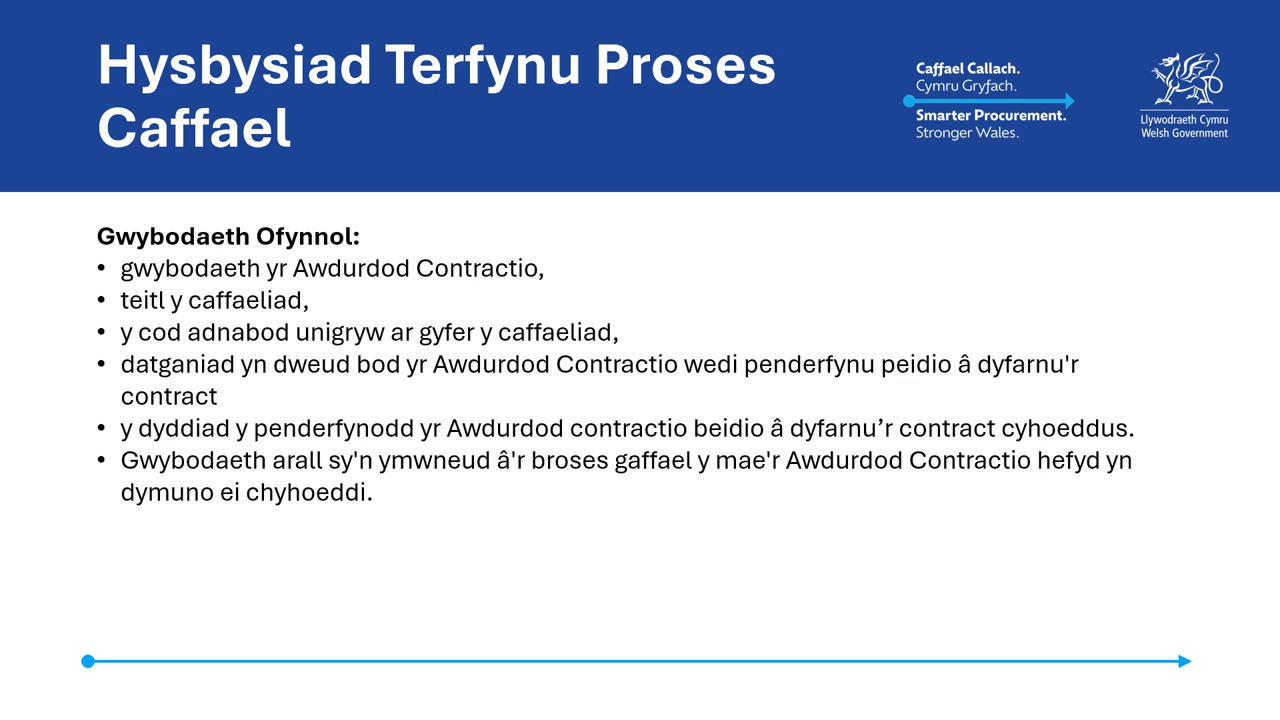 Hysbysiad Terfynu Proses
Caffael
Caffael Callach.
Cymru Gryfach.
Smarter Procurement.
Stronger Wales.
Llywodraeth Cymru
Welsh Government
Gwybodaeth Ofynnol:
• gwybodaeth yr Awdurdod Contractio,
• teitl y caffaeliad,
• y cod adnabod unigryw ar gyfer y caffaeliad,
• datganiad yn dweud bod yr Awdurdod Contractio wedi penderfynu peidio â dyfarnu'r
contract
• y dyddiad y penderfynodd yr Awdurdod contractio beidio â dyfarnu’r contract cyhoeddus.
• Gwybodaeth arall sy'n ymwneud â'r broses gaffael y mae'r Awdurdod Contractio hefyd yn
dymuno ei chyhoeddi.